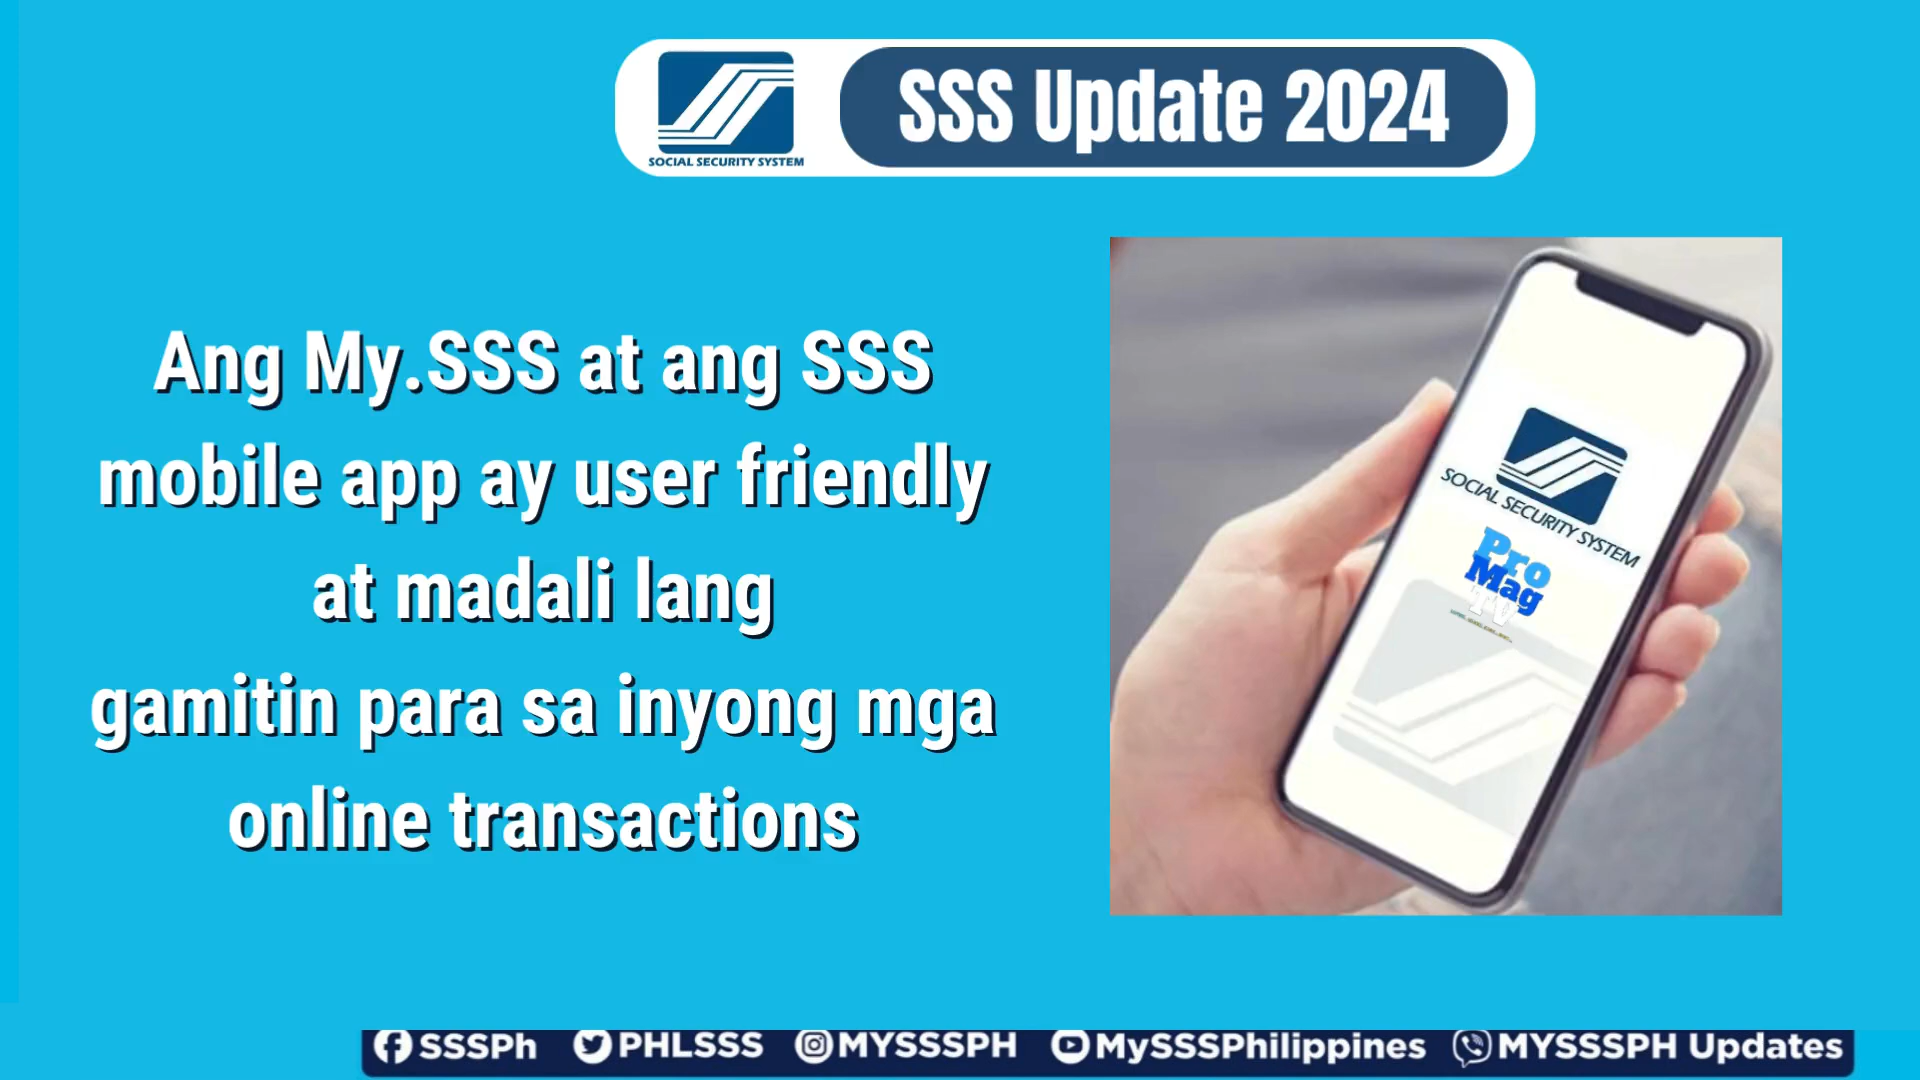 SOCIAL SECURITY SYSTEM
SSS Update 2024
Ang My.SSS at ang SSS
mobile app ay user friendly
at madali lang
gamitin para sa inyong mga
online transactions
SOCIAL SECURITY SYSTEM
Pro
Mag
TV
SSSPh
PHLSSS
MYSSSPH
MySSSPhilippines
MYSSSPH Updates